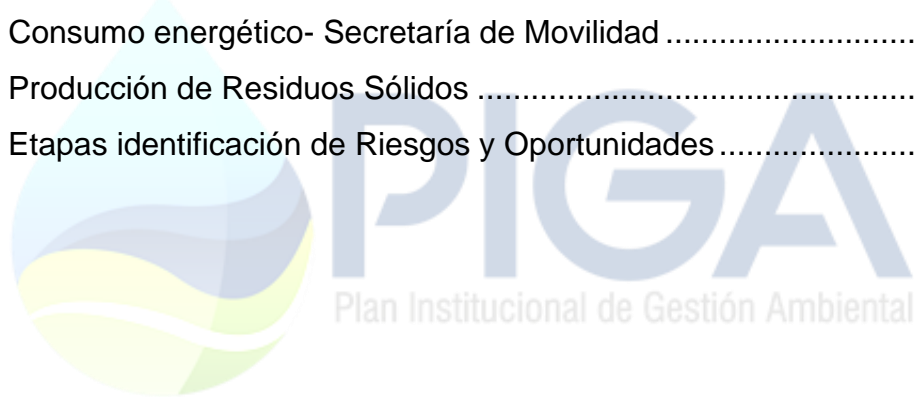 Consumo energético- Secretaría de Movilidad ............................
Producción de Residuos Sólidos .................................................
Etapas identificación de Riesgos y Oportunidades ......................
PIGA
Plan Institucional de Gestión Ambiental